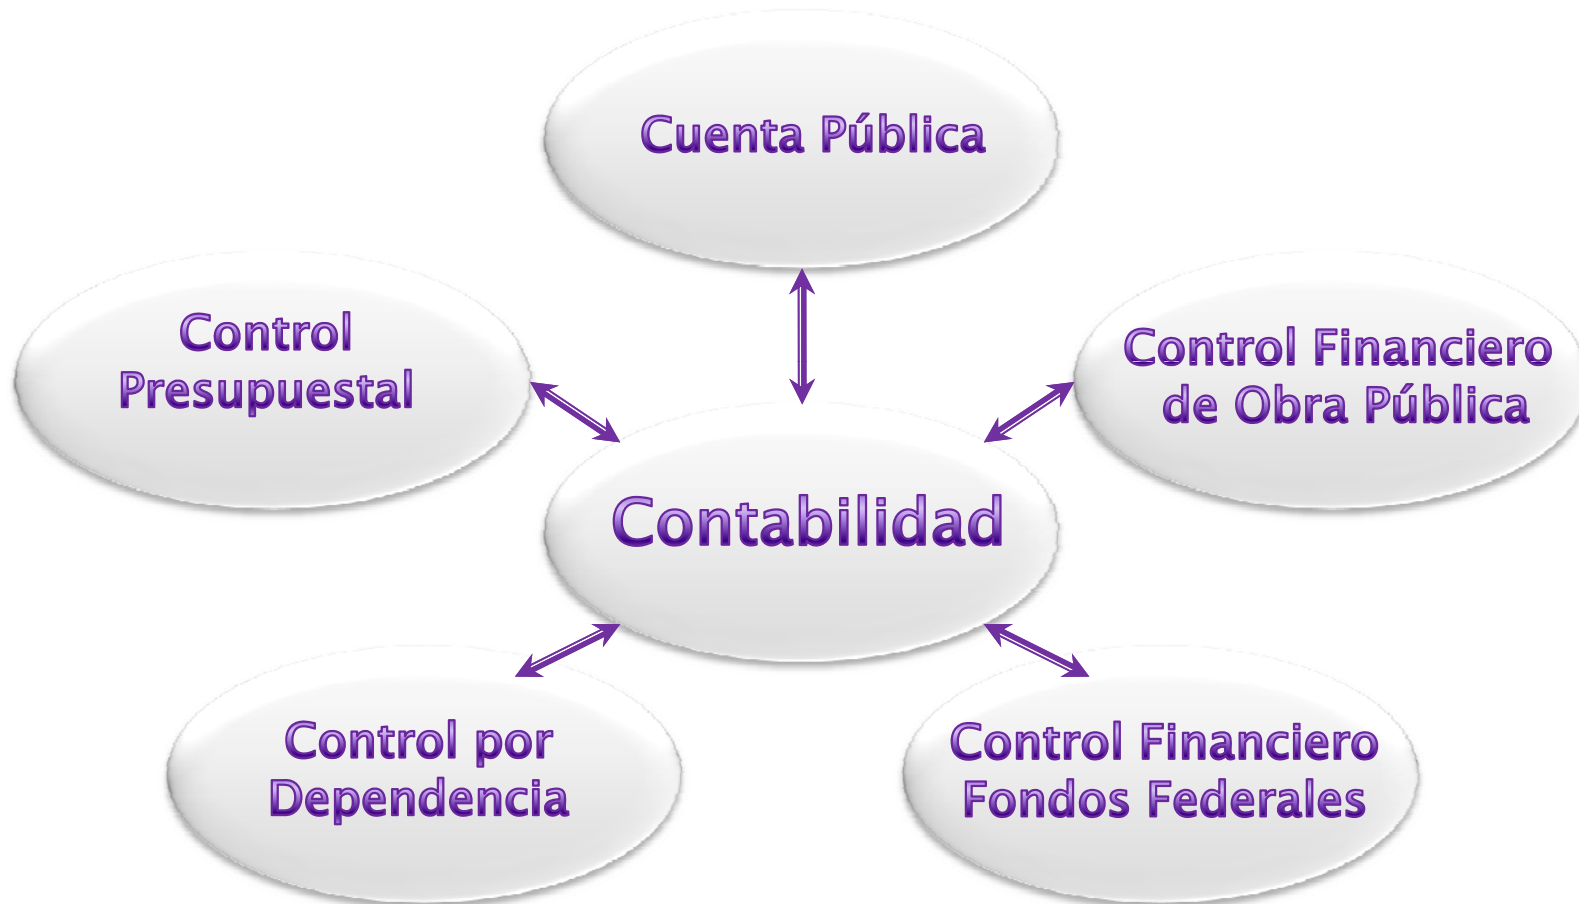 Cuenta Pública
Control
Presupuestal
Control Financiero
de Obra Pública
Contabilidad
Control por
Dependencia
Control Financiero
Fondos Federales